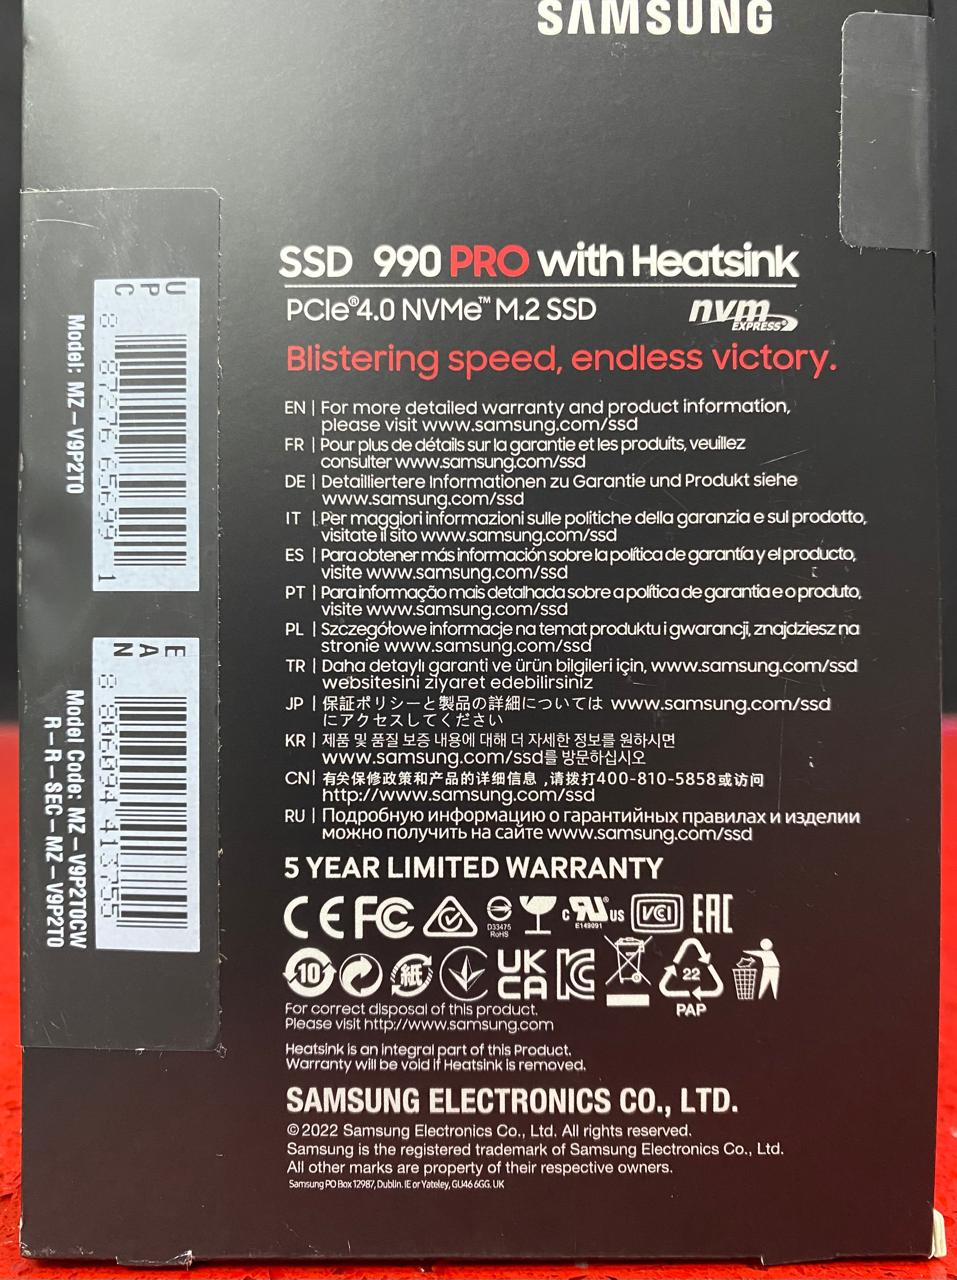 SAMSUNG
SSD 990 PRO with Heatsink
PCIe®4.0 NVMe™ M.2 SSD
nvm
EXPRESS
Blistering speed, endless victory.
EN | For more detailed warranty and product information,
please visit www.samsung.com/ssd
FR | Pour plus de détails sur la garantie et les produits, veuillez
consulter www.samsung.com/ssd
DE | Detailliertere Informationen zu Garantie und Produkt siehe
www.samsung.com/ssd
IT | Per maggiori informazioni sulle politiche della garanzia e sul prodotto,
visitate il sito www.samsung.com/ssd
ES | Para obtener más información sobre la política de garantía y el producto,
visite www.samsung.com/ssd
PT | Para informação mais detalhada sobre a política de garantia e o produto,
visite www.samsung.com/ssd
PL | Szczegółowe informacje na temat produktu i gwarancji, znajdziesz na
stronie www.samsung.com/ssd
TR | Daha detaylı garanti ve ürün bilgileri için, www.samsung.com/ssd
websitesini ziyaret edebilirsiniz
JP | 保証ポリシーと製品の詳細については www.samsung.com/ssd
にアクセスしてください
KR | 제품 및 품질 보증 내용에 대해 더 자세한 정보를 원하시면
www.samsung.com/ssd를 방문하십시오
CN | 有关保修政策和产品的详细信息 ,请拨打400-810-5858或访问
http://www.samsung.com/ssd
RU | Подробную информацию о гарантийных правилах и изделии
можно получить на сайте www.samsung.com/ssd
5 YEAR LIMITED WARRANTY
CE FC D33475 RoHS c RU® US E149091 VCI EAC
10 紙 UK CA KC 22 PAP
For correct disposal of this product.
Please visit http://www.samsung.com
Heatsink is an integral part of this Product.
Warranty will be void if Heatsink is removed.
SAMSUNG ELECTRONICS CO., LTD.
©2022 Samsung Electronics Co., Ltd. All rights reserved.
Samsung is the registered trademark of Samsung Electronics Co., Ltd.
All other marks are property of their respective owners.
Samsung PO Box 12987, Dublin. IE or Yateley, GU46 6GG. UK
UPC
8 87276 65699 1
Model: MZ-V9P2T0
EAN
8 806094 413755
Model Code: MZ-V9P2T0CW
R-R-SEC-MZ-V9P2T0